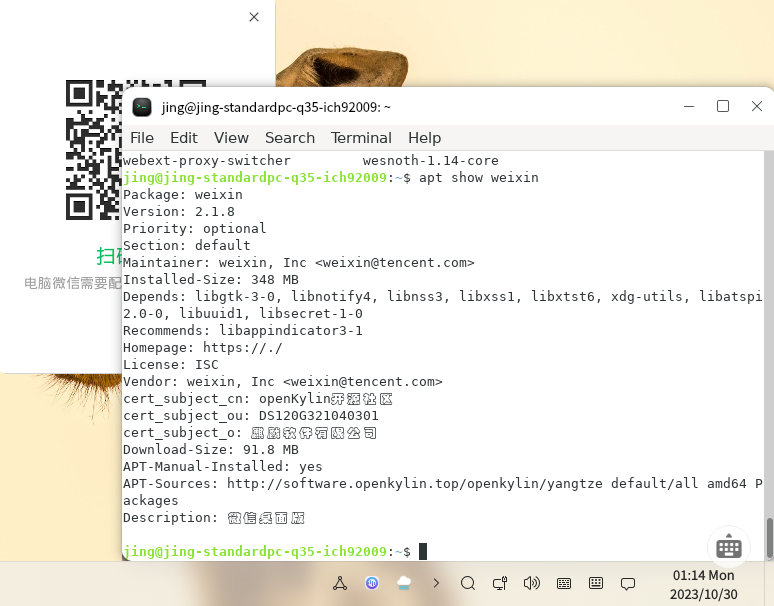 jing@jing-standardpc-q35-ich92009: ~
File Edit View Search Terminal Help
webext-proxy-switcher wesnoth-1.14-core
jing@jing-standardpc-q35-ich92009:~$ apt show weixin
Package: weixin
Version: 2.1.8
Priority: optional
Section: default
Maintainer: weixin, Inc <weixin@tencent.com>
Installed-Size: 348 MB
Depends: libgtk-3-0, libnotify4, libnss3, libxss1, libxtst6, xdg-utils, libatspi
2.0-0, libuuid1, libsecret-1-0
Recommends: libappindicator3-1
Homepage: https://./
License: ISC
Vendor: weixin, Inc <weixin@tencent.com>
cert_subject_cn: openKylin开源社区
cert_subject_ou: DS120G321040301
cert_subject_o: 麒麟软件有限公司
Download-Size: 91.8 MB
APT-Manual-Installed: yes
APT-Sources: http://software.openkylin.top/openkylin/yangtze default/all amd64 P
ackages
Description: 微信桌面版
jing@jing-standardpc-q35-ich92009:~$
扫
电脑微信需要配
01:14 Mon
2023/10/30